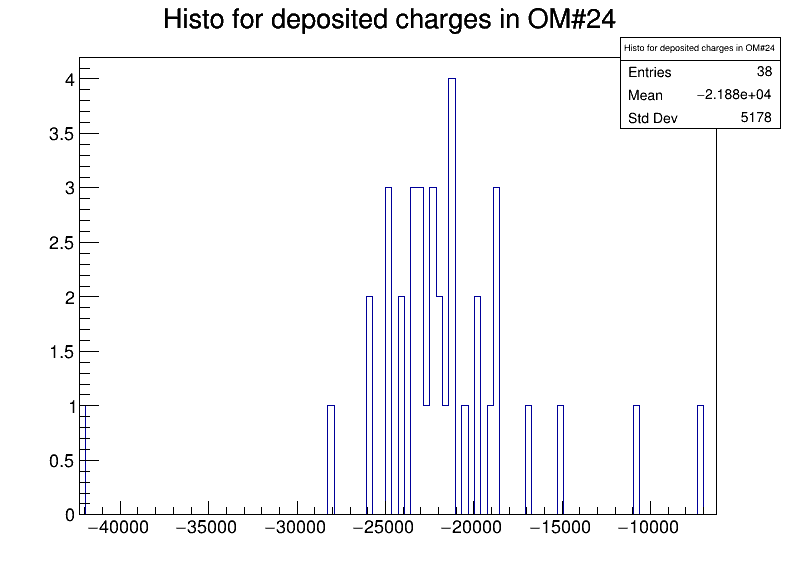 Histo for deposited charges in OM#24
Histo for deposited charges in OM#24
Entries 38
Mean −2.188e+04
Std Dev 5178
4
3.5
3
2.5
2
1.5
1
0.5
0
−40000 −35000 −30000 −25000 −20000 −15000 −10000